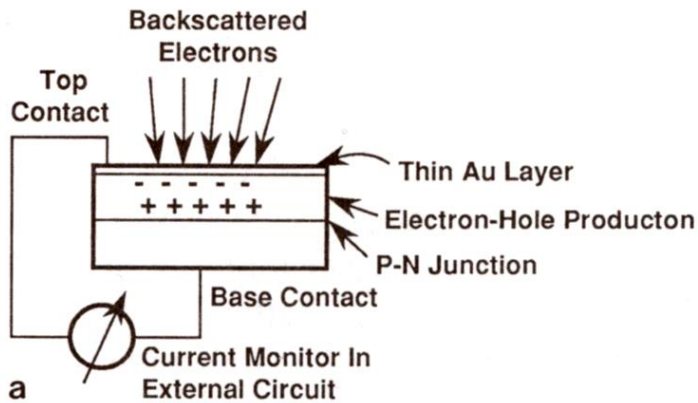 Backscattered
Electrons
Top
Contact
Thin Au Layer
- - - - -
+ + + + +
Electron-Hole Producton
P-N Junction
Base Contact
Current Monitor In
External Circuit
a